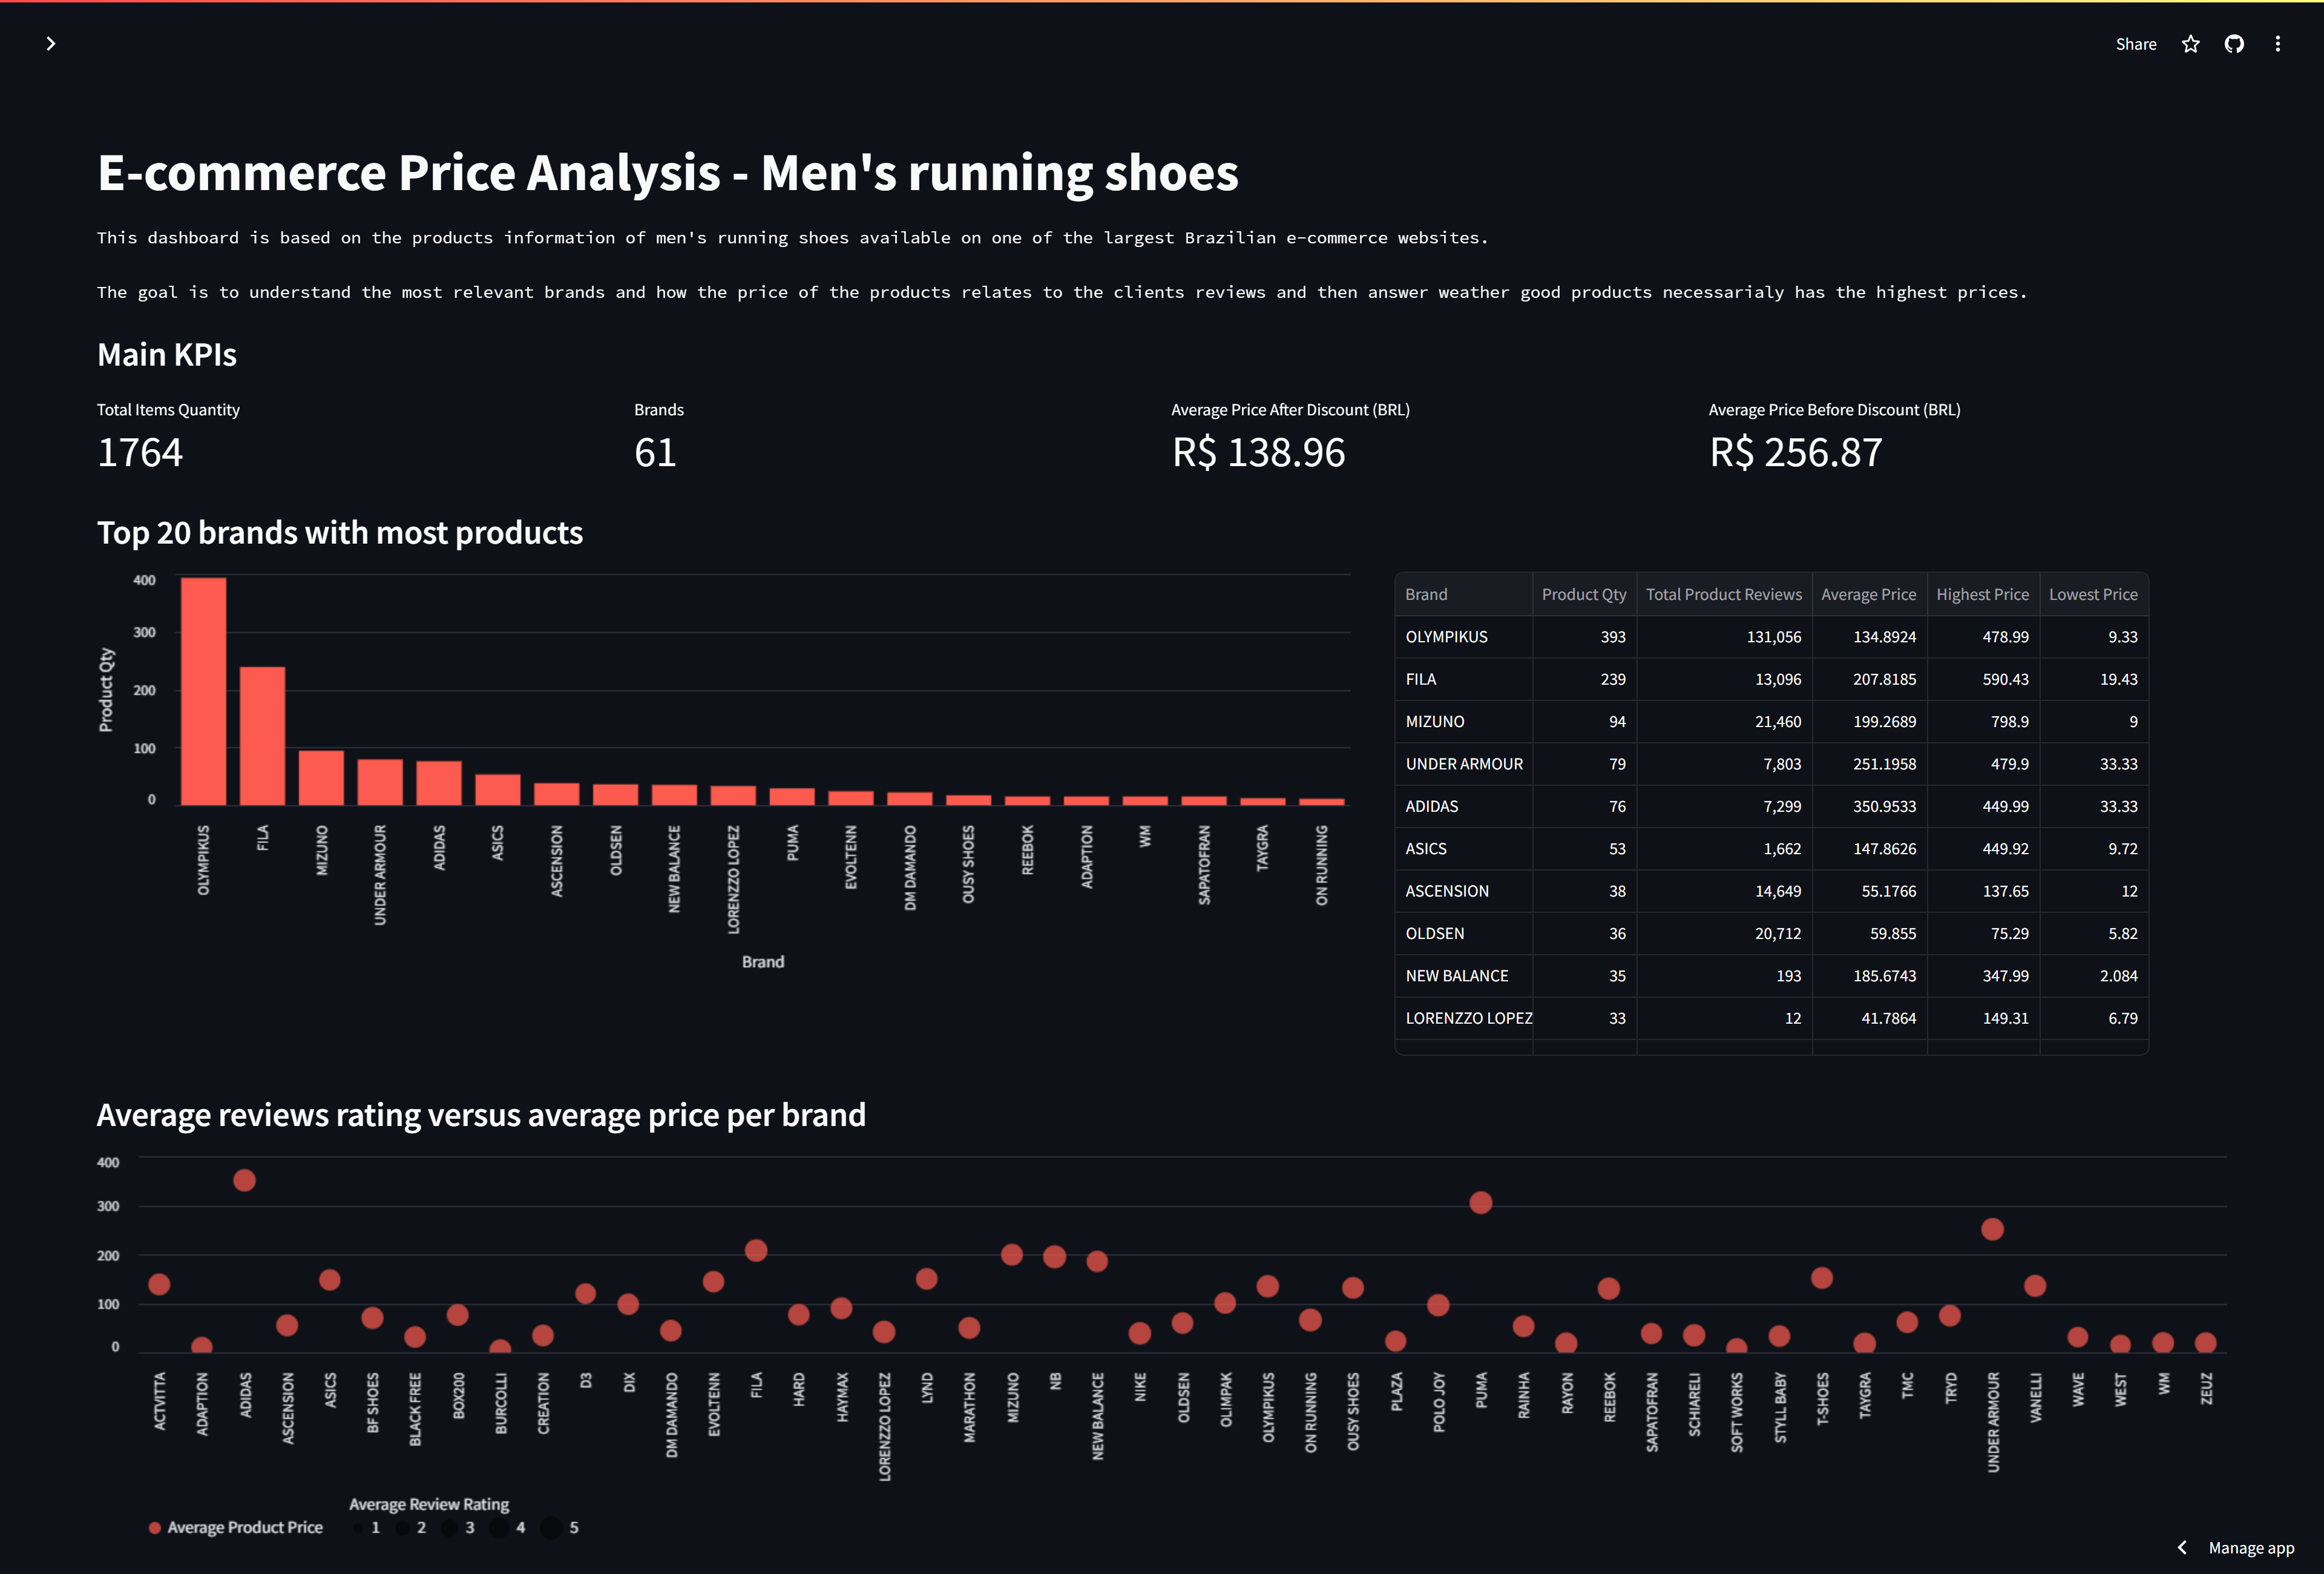 Share
E-commerce Price Analysis - Men's running shoes
This dashboard is based on the products information of men's running shoes available on one of the largest Brazilian e-commerce websites.
The goal is to understand the most relevant brands and how the price of the products relates to the clients reviews and then answer weather good products necessarialy has the highest prices.
Main KPIs
Total Items Quantity
1764
Brands
61
Average Price After Discount (BRL)
R$ 138.96
Average Price Before Discount (BRL)
R$ 256.87
Top 20 brands with most products
Product Qty
400
300
200
100
0
OLYMPIKUS
FILA
MIZUNO
UNDER ARMOUR
ADIDAS
ASICS
ASCENSION
OLDSEN
NEW BALANCE
LORENZZO LOPEZ
PUMA
EVOLTENN
DM DAMANDO
OUSY SHOES
REEBOK
ADAPTION
WM
SAPATOFRAN
TAYGRA
ON RUNNING
Brand
Brand Product Qty Total Product Reviews Average Price Highest Price Lowest Price
OLYMPIKUS 393 131,056 134.8924 478.99 9.33
FILA 239 13,096 207.8185 590.43 19.43
MIZUNO 94 21,460 199.2689 798.9 9
UNDER ARMOUR 79 7,803 251.1958 479.9 33.33
ADIDAS 76 7,299 350.9533 449.99 33.33
ASICS 53 1,662 147.8626 449.92 9.72
ASCENSION 38 14,649 55.1766 137.65 12
OLDSEN 36 20,712 59.855 75.29 5.82
NEW BALANCE 35 193 185.6743 347.99 2.084
LORENZZO LOPEZ 33 12 41.7864 149.31 6.79
Average reviews rating versus average price per brand
400
300
200
100
0
ACTVITTA
ADAPTION
ADIDAS
ASCENSION
ASICS
BF SHOES
BLACK FREE
BOX200
BURCOLLI
CREATION
D3
DIX
DM DAMANDO
EVOLTENN
FILA
HARD
HAYMAX
LORENZZO LOPEZ
LYND
MARATHON
MIZUNO
NB
NEW BALANCE
NIKE
OLDSEN
OLIMPAK
OLYMPIKUS
ON RUNNING
OUSY SHOES
PLAZA
POLO JOY
PUMA
RAINHA
RAYON
REEBOK
SAPATOFRAN
SCHIARELI
SOFT WORKS
STYLL BABY
T-SHOES
TAYGRA
TMC
TRYD
UNDER ARMOUR
VANELLI
WAVE
WEST
WM
ZEUZ
Average Product Price
Average Review Rating
1 2 3 4 5
Manage app